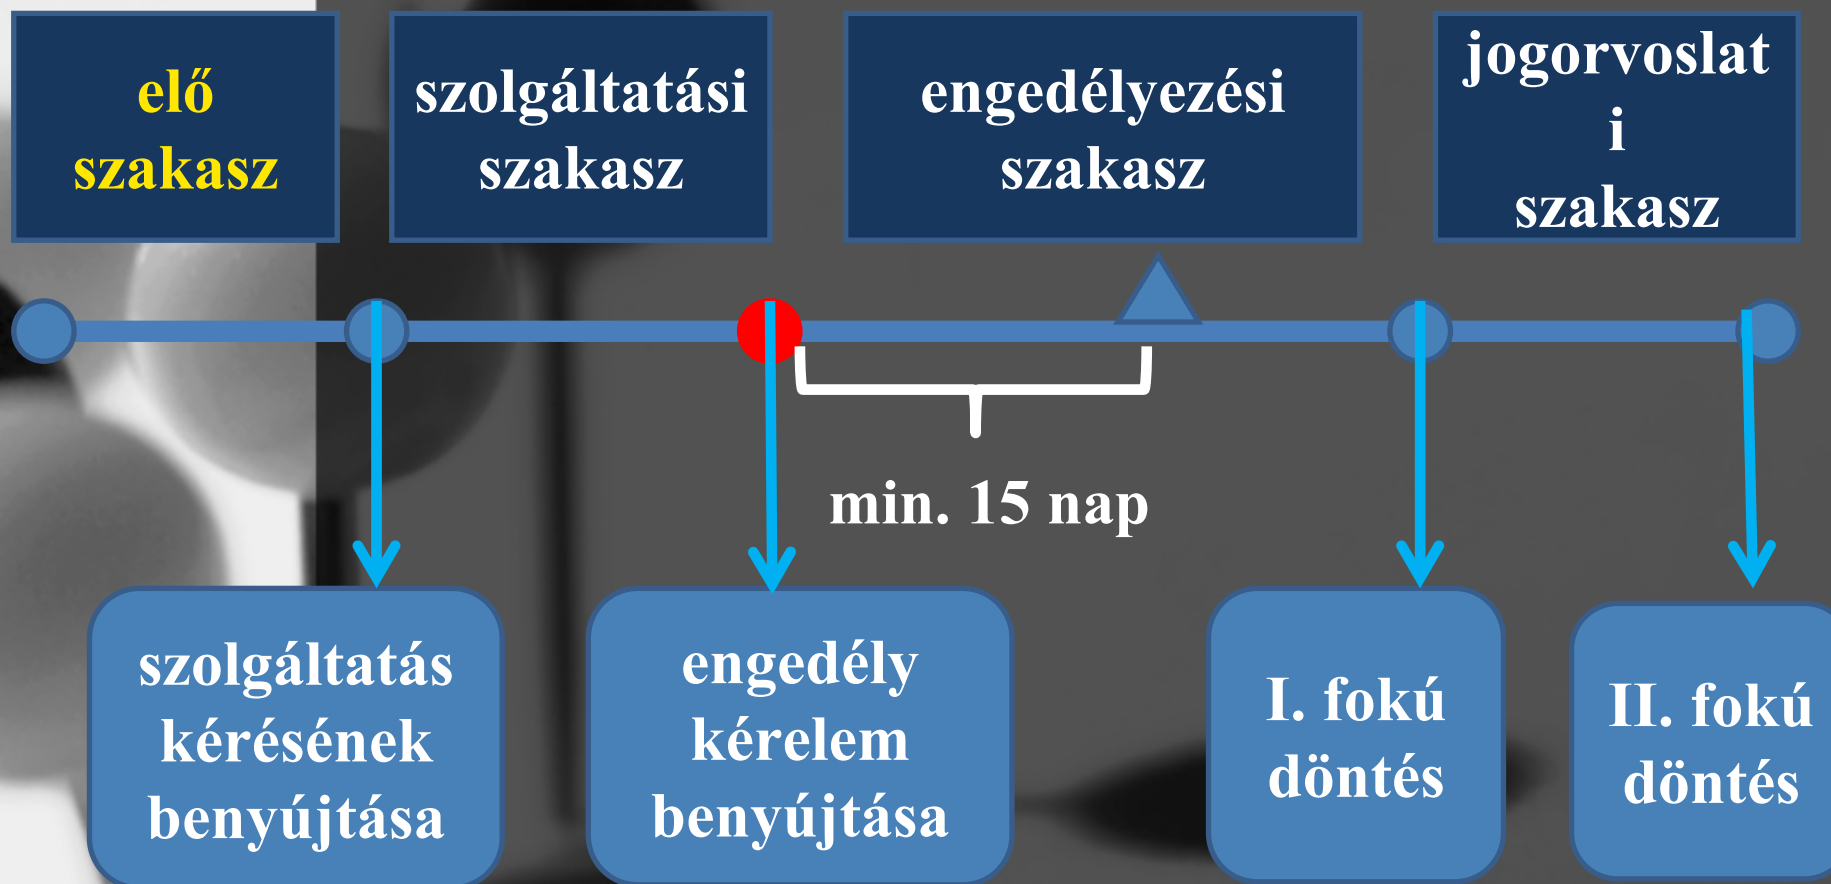 elő
szakasz
szolgáltatási
szakasz
engedélyezési
szakasz
jogorvoslat
i
szakasz
min. 15 nap
szolgáltatás
kérésének
benyújtása
engedély
kérelem
benyújtása
I. fokú
döntés
II. fokú
döntés